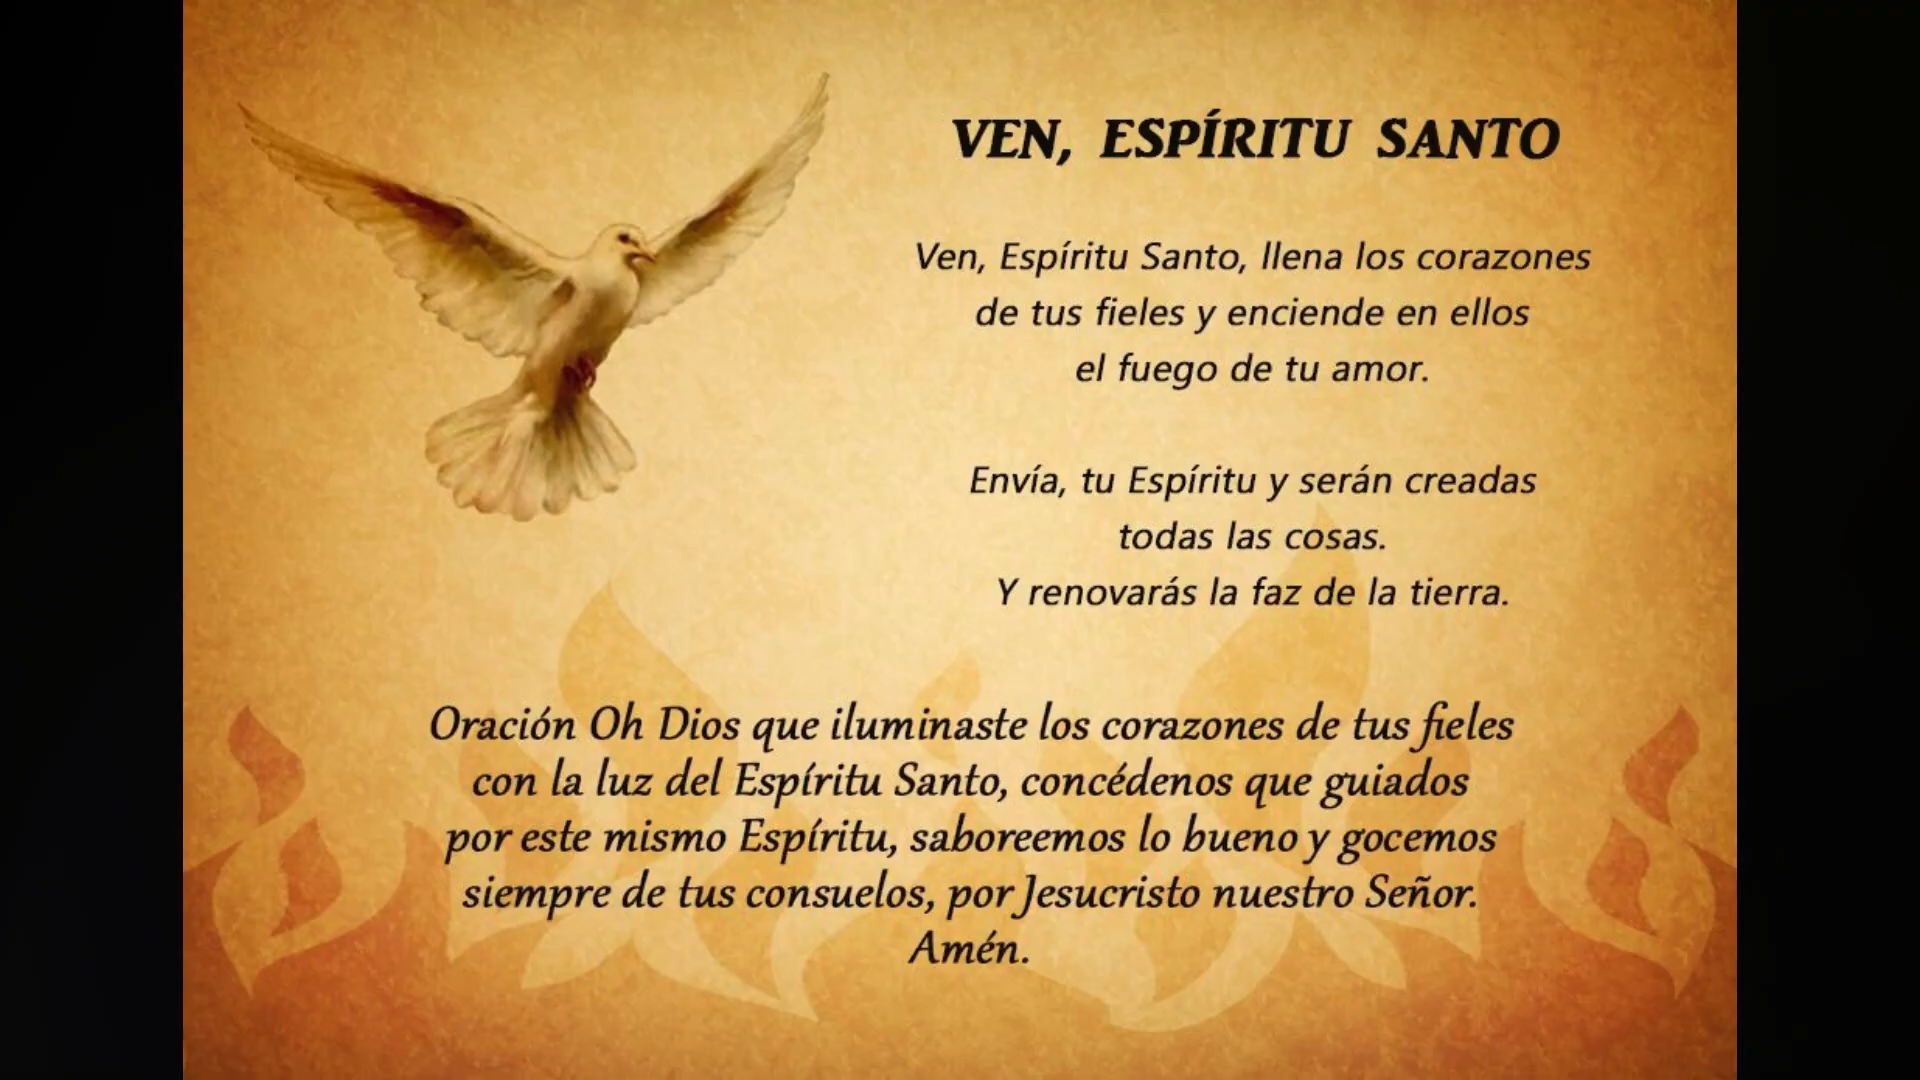 VEN, ESPÍRITU SANTO
Ven, Espíritu Santo, llena los corazones
de tus fieles y enciende en ellos
el fuego de tu amor.
Envía, tu Espíritu y serán creadas
todas las cosas.
Y renovarás la faz de la tierra.
Oración Oh Dios que iluminaste los corazones de tus fieles
con la luz del Espíritu Santo, concédenos que guiados
por este mismo Espíritu, saboreemos lo bueno y gocemos
siempre de tus consuelos, por Jesucristo nuestro Señor.
Amén.